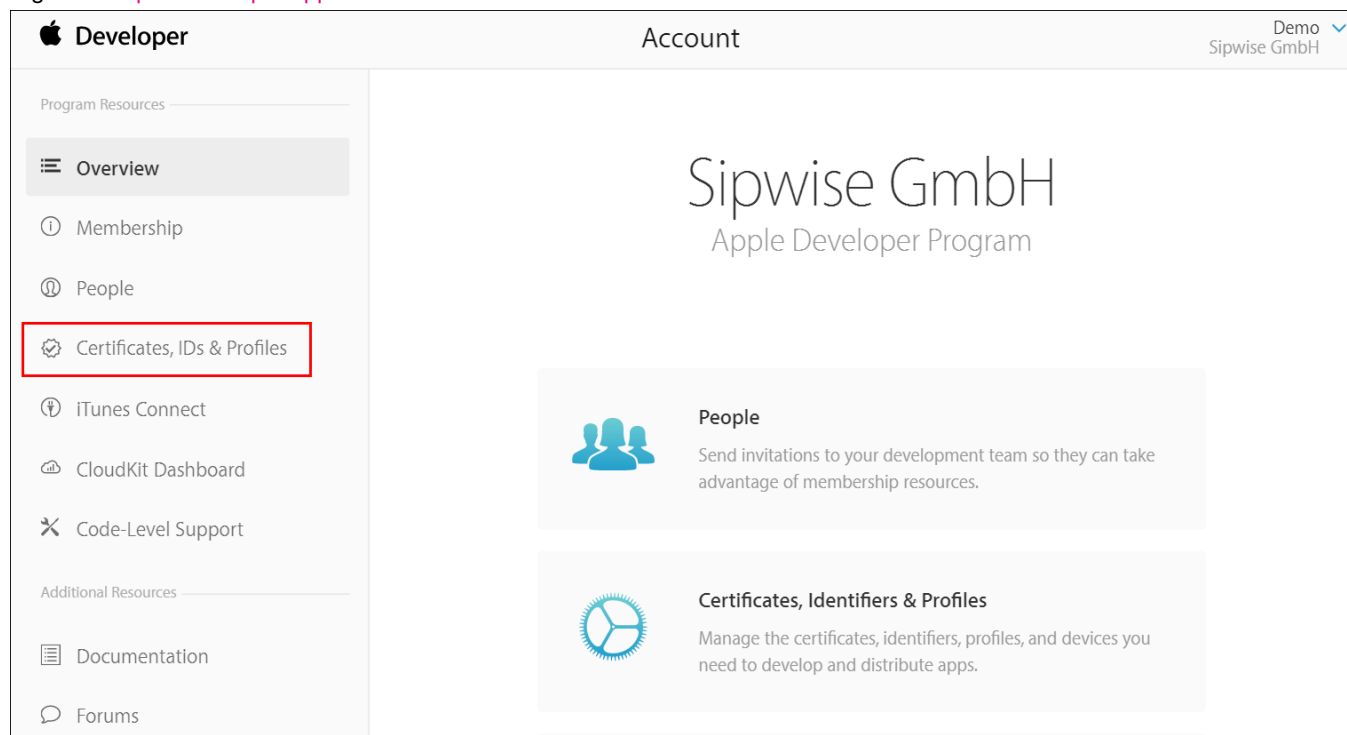 Developer
Account
Demo
Sipwise GmbH
Program Resources
Overview
Membership
People
Certificates, IDs & Profiles
iTunes Connect
CloudKit Dashboard
Code-Level Support
Additional Resources
Documentation
Forums
Sipwise GmbH
Apple Developer Program
People
Send invitations to your development team so they can take
advantage of membership resources.
Certificates, Identifiers & Profiles
Manage the certificates, identifiers, profiles, and devices you
need to develop and distribute apps.